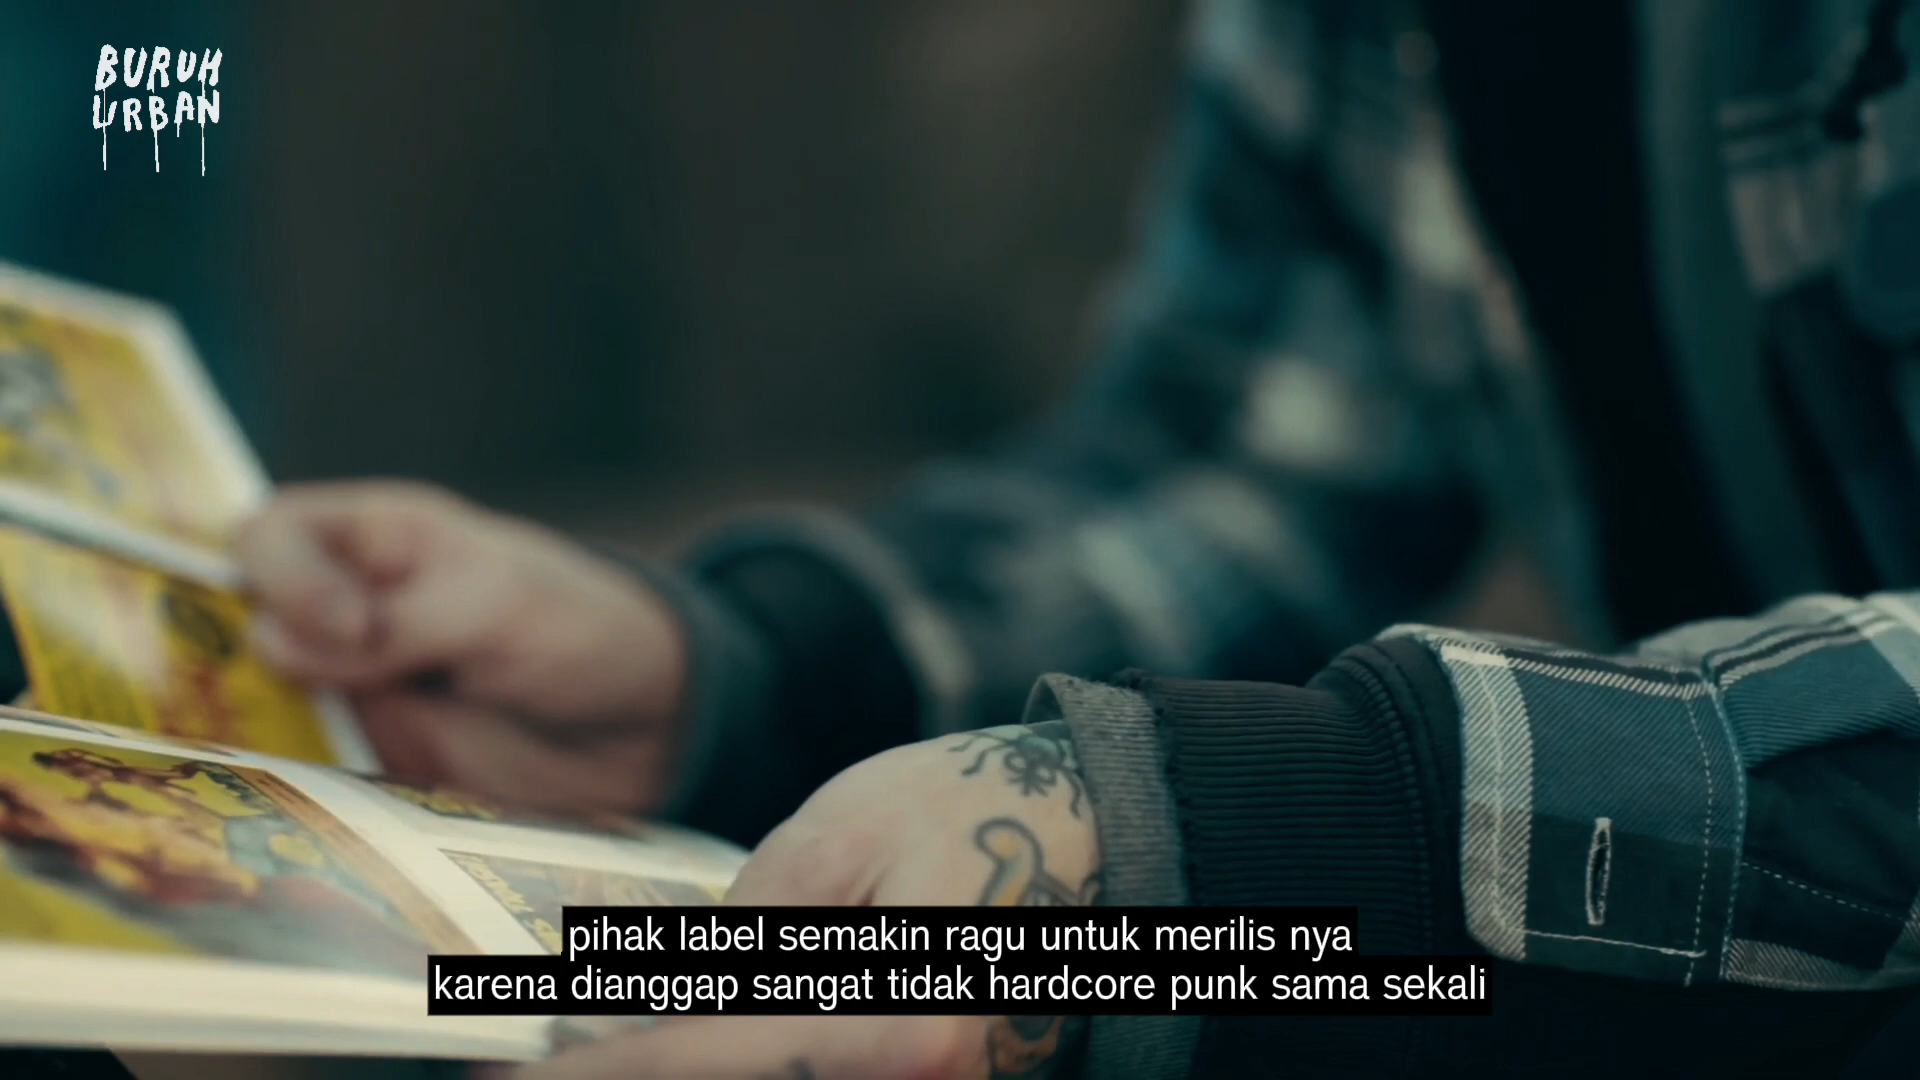 BURUH
URBAN
pihak label semakin ragu untuk merilis nya
karena dianggap sangat tidak hardcore punk sama sekali